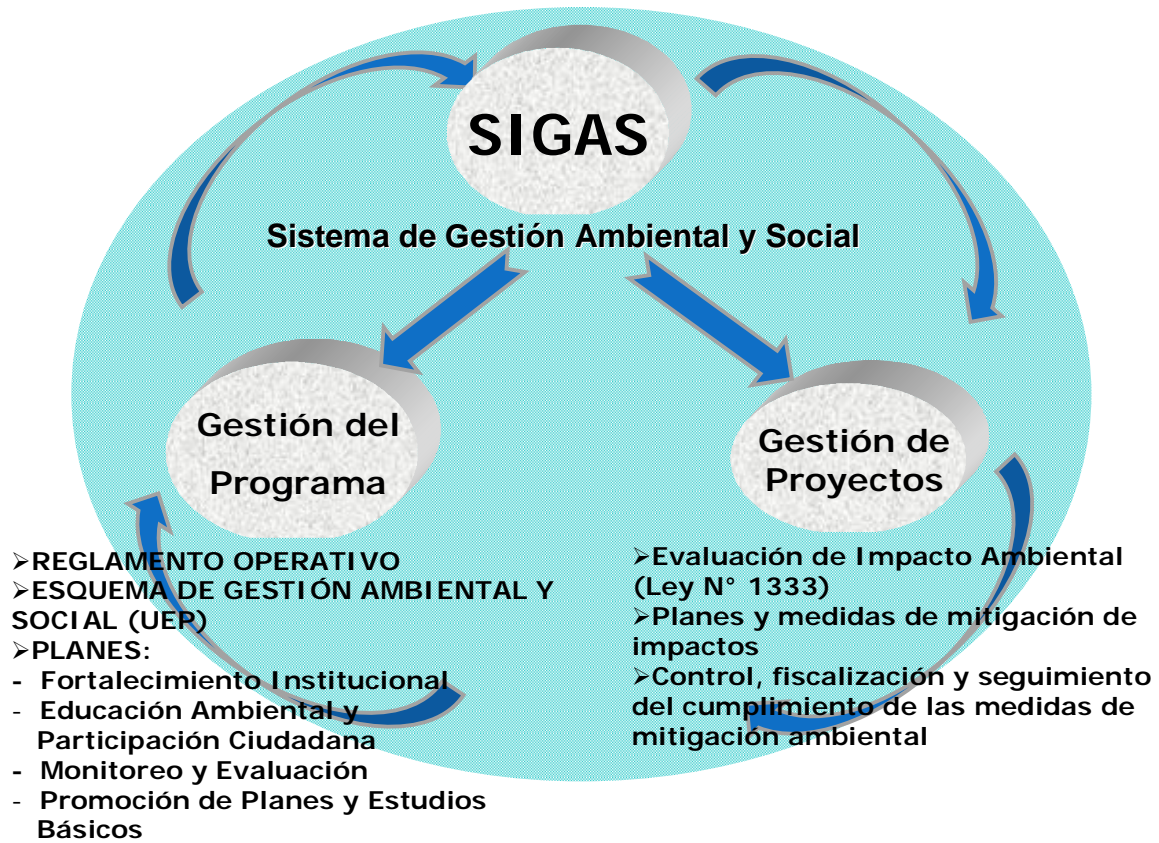 SIGAS
Sistema de Gestión Ambiental y Social
Gestión del
Programa
➢REGLAMENTO OPERATIVO
➢ESQUEMA DE GESTIÓN AMBIENTAL Y
SOCIAL (UEP)
➢PLANES:
- Fortalecimiento Institucional
- Educación Ambiental y
Participación Ciudadana
- Monitoreo y Evaluación
- Promoción de Planes y Estudios
Básicos
Gestión de
Proyectos
➢Evaluación de Impacto Ambiental
(Ley N° 1333)
➢Planes y medidas de mitigación de
impactos
➢Control, fiscalización y seguimiento
del cumplimiento de las medidas de
mitigación ambiental